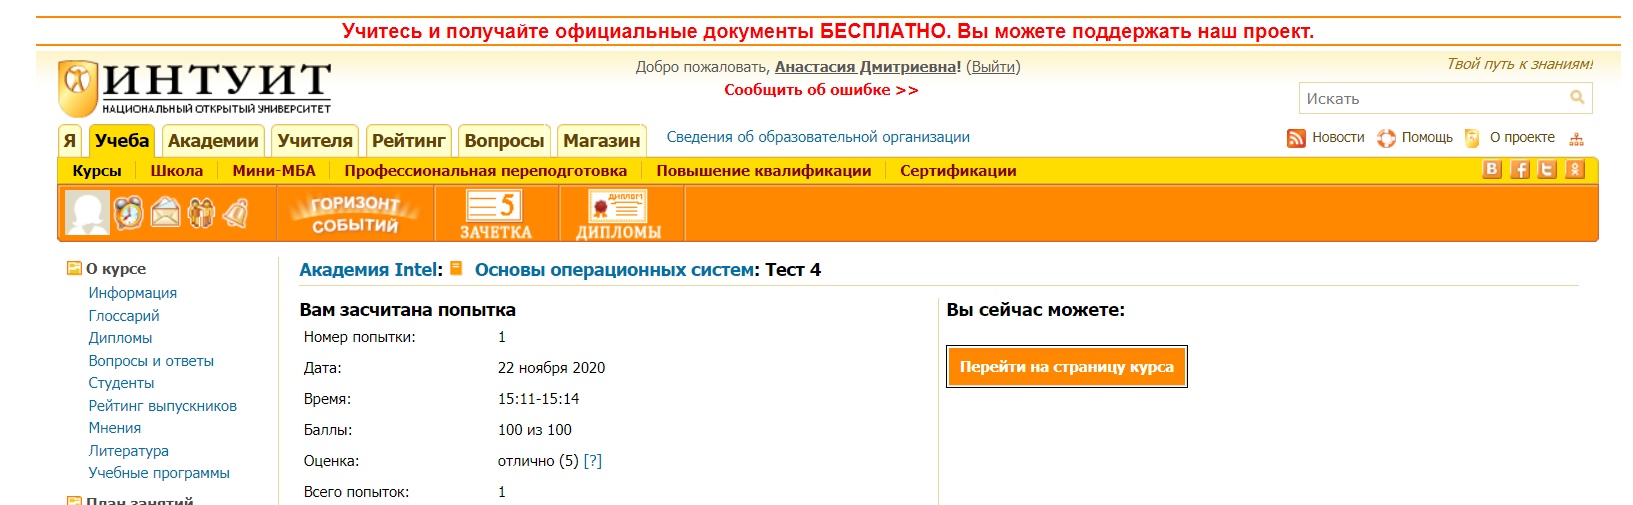 Учитесь и получайте официальные документы БЕСПЛАТНО. Вы можете поддержать наш проект.
ИНТУИТ
НАЦИОНАЛЬНЫЙ ОТКРЫТЫЙ УНИВЕРСИТЕТ
Добро пожаловать, Анастасия Дмитриевна! (Выйти)
Сообщить об ошибке >>
Твой путь к знаниям!
Искать
Я Учеба Академии Учителя Рейтинг Вопросы Магазин Сведения об образовательной организации
Новости Помощь О проекте
Курсы Школа Мини-МБА Профессиональная переподготовка Повышение квалификации Сертификации
ГОРИЗОНТ
СОБЫТИЙ
5
ЗАЧЕТКА
ДИПЛОМ
ДИПЛОМЫ
О курсе
Информация
Глоссарий
Дипломы
Вопросы и ответы
Студенты
Рейтинг выпускников
Мнения
Литература
Учебные программы
План занятий
Академия Intel: Основы операционных систем: Тест 4
Вам засчитана попытка
Номер попытки: 1
Дата: 22 ноября 2020
Время: 15:11-15:14
Баллы: 100 из 100
Оценка: отлично (5) [?]
Всего попыток: 1
Вы сейчас можете:
Перейти на страницу курса